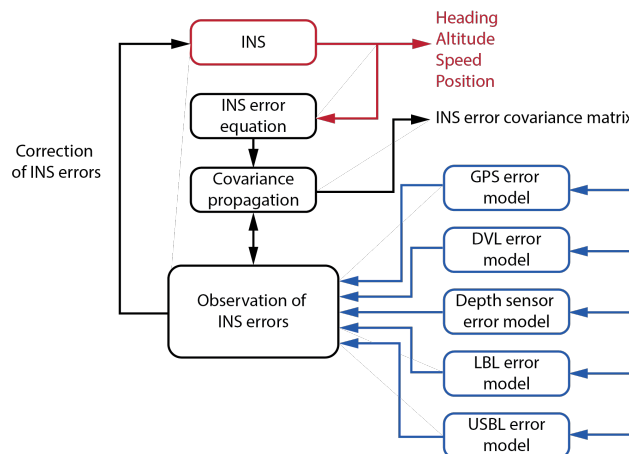 INS
Heading
Altitude
Speed
Position
INS error
equation
INS error covariance matrix
Correction
of INS errors
Covariance
propagation
GPS error
model
DVL error
model
Observation of
INS errors
Depth sensor
error model
LBL error
model
USBL error
model